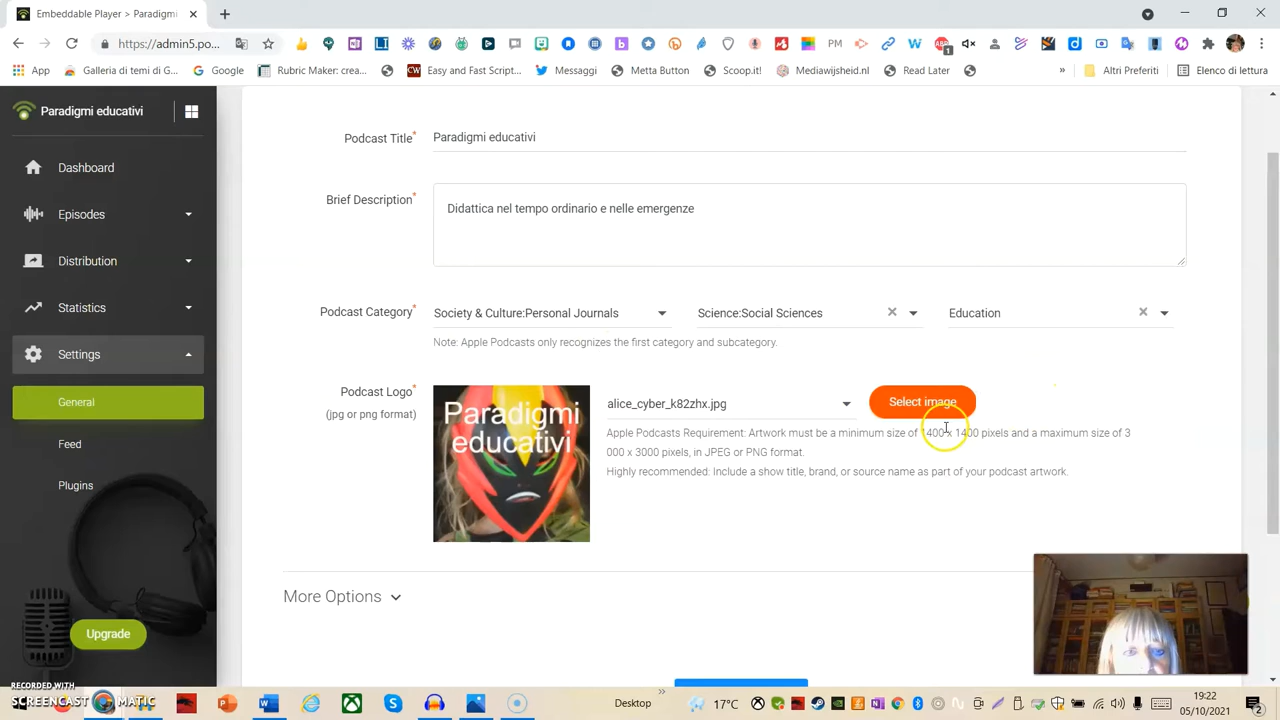 Embeddable Player > Paradigmi
https://admin5.po...
PM
1
App
Galleria di temi di G...
Google
Rubric Maker: crea...
CW
Easy and Fast Script...
Messaggi
Metta Button
Scoop.it!
Mediawijsheid.nl
Read Later
»
Altri Preferiti
Elenco di lettura
Paradigmi educativi
Dashboard
Episodes
Distribution
Statistics
Settings
General
Feed
Plugins
Upgrade
Podcast Title*
Paradigmi educativi
Brief Description*
Didattica nel tempo ordinario e nelle emergenze
Podcast Category*
Society & Culture:Personal Journals
Science:Social Sciences
Education
Note: Apple Podcasts only recognizes the first category and subcategory.
Podcast Logo*
(jpg or png format)
Paradigmi
educativi
alice_cyber_k82zhx.jpg
Select image
Apple Podcasts Requirement: Artwork must be a minimum size of 1400 x 1400 pixels and a maximum size of 3
000 x 3000 pixels, in JPEG or PNG format.
Highly recommended: Include a show title, brand, or source name as part of your podcast artwork.
More Options
RECORDED WITH
SCREENCAST MATIC
Desktop
17°C
19:22
05/10/2021
2